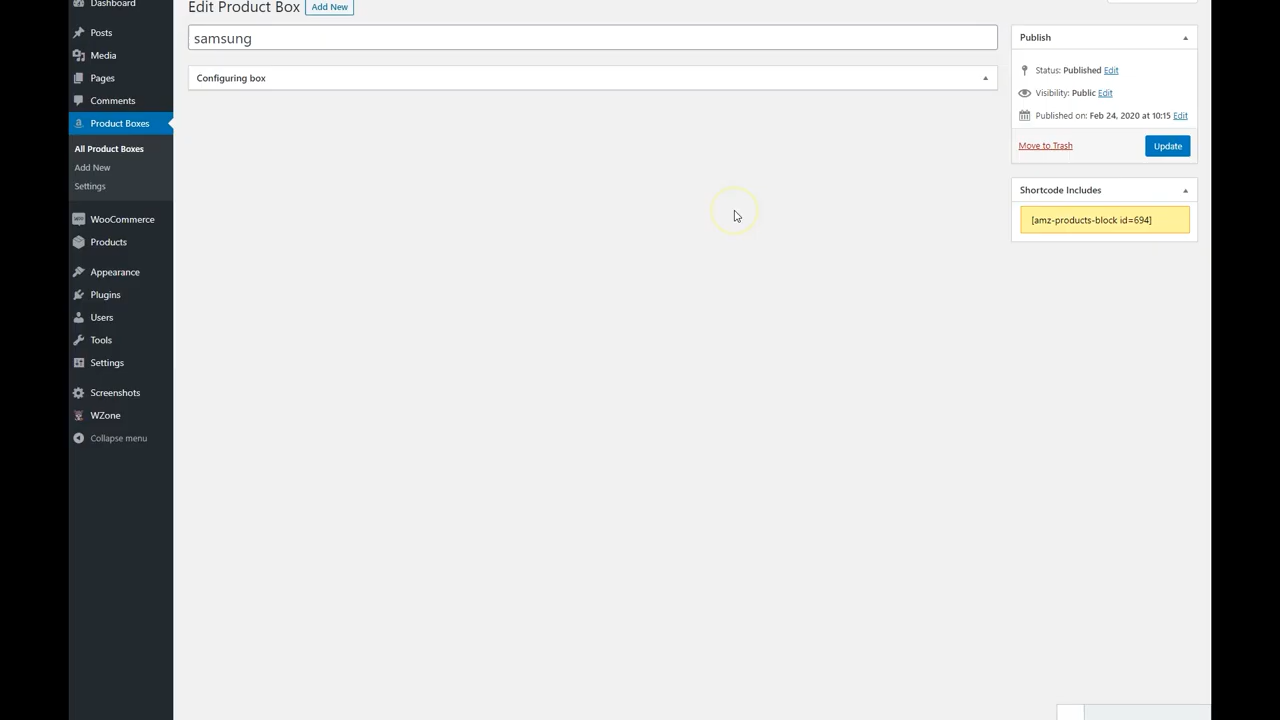 Dashboard
Posts
Media
Pages
Comments
Product Boxes
All Product Boxes
Add New
Settings
WooCommerce
Products
Appearance
Plugins
Users
Tools
Settings
Screenshots
WZone
Collapse menu
Edit Product Box Add New
samsung
Configuring box
Publish
Status: Published Edit
Visibility: Public Edit
Published on: Feb 24, 2020 at 10:15 Edit
Move to Trash Update
Shortcode Includes
[amz-products-block id=694]